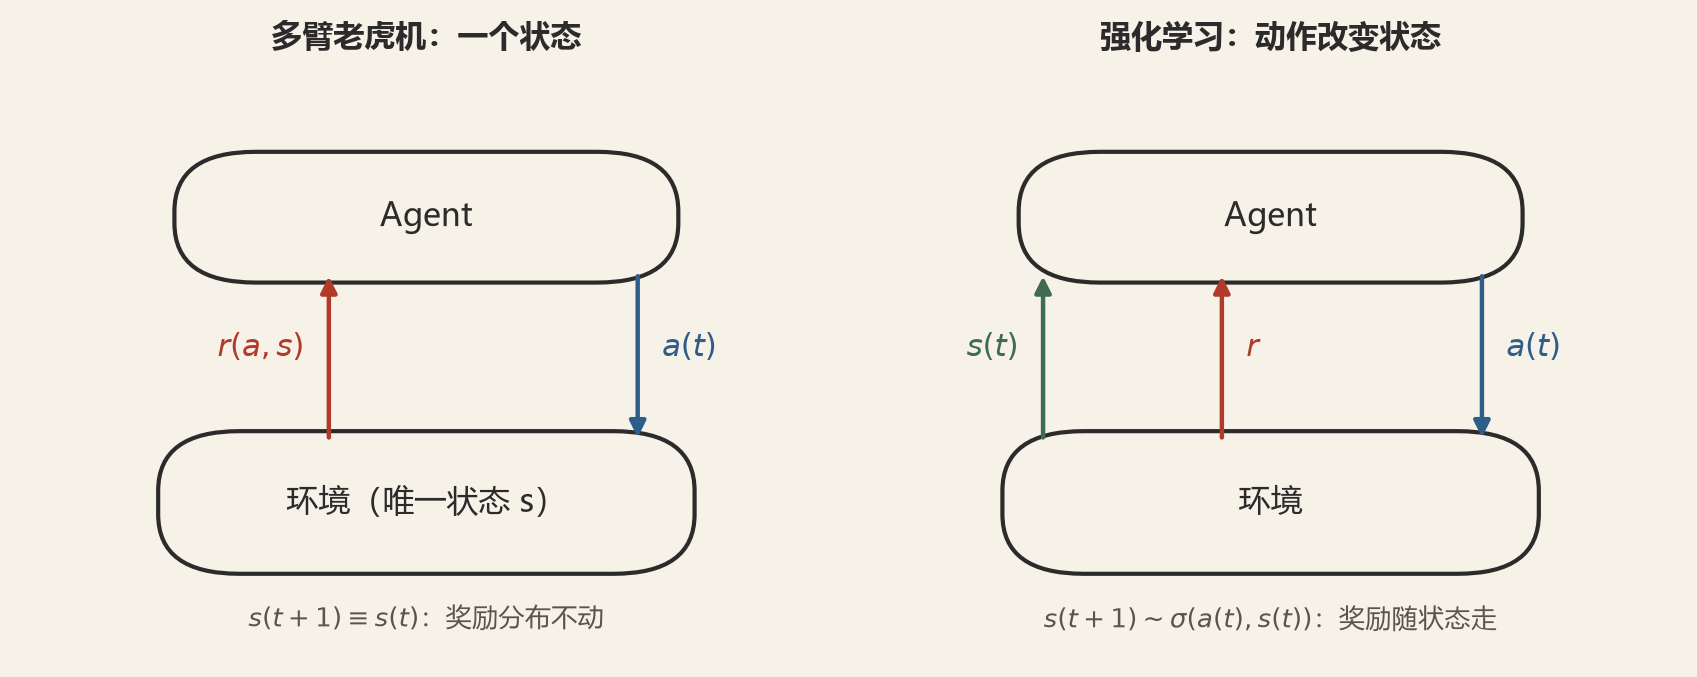 多臂老虎机：一个状态
Agent
r(a, s)
a(t)
环境（唯一状态 s）
s(t + 1) ≡ s(t)：奖励分布不动
强化学习：动作改变状态
Agent
s(t)
r
a(t)
环境
s(t + 1) ~ σ(a(t), s(t))：奖励随状态走